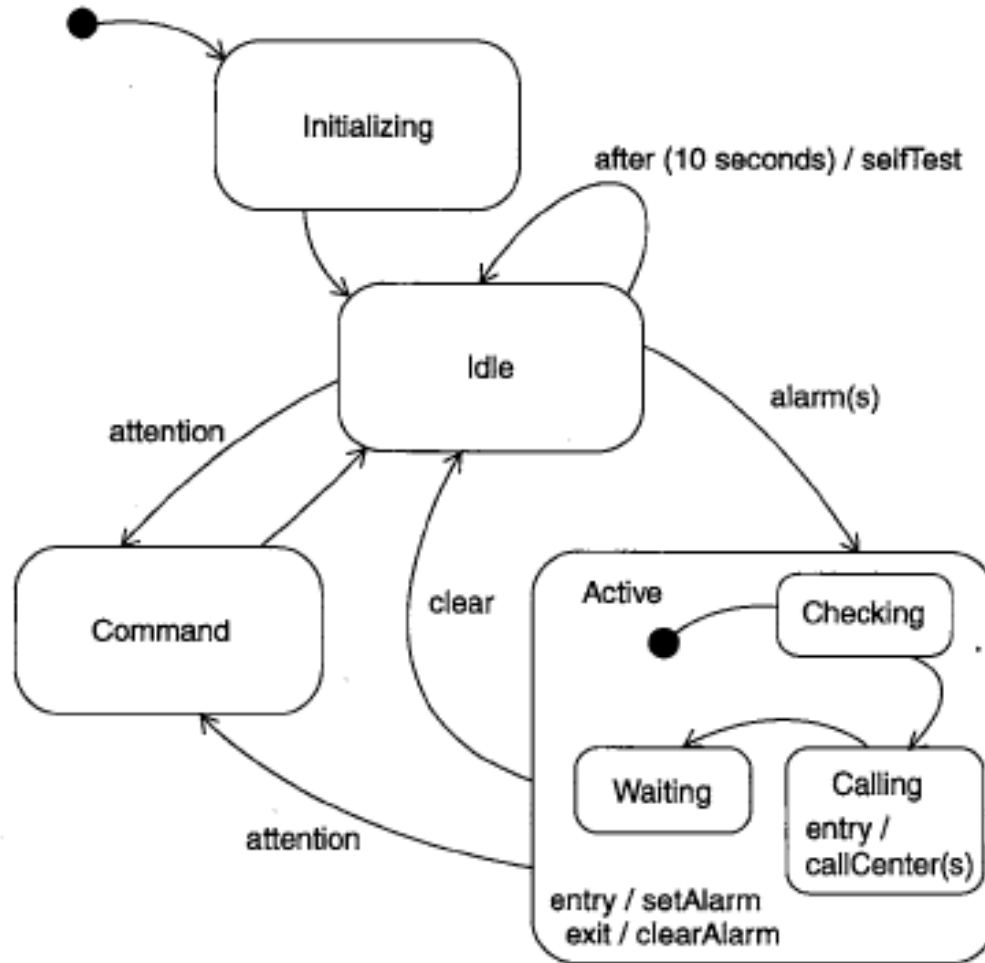 Initializing
after (10 seconds) / selfTest
Idle
alarm(s)
attention
Active
Checking
clear
Command
Waiting
Calling
entry /
callCenter(s)
attention
entry / setAlarm
exit / clearAlarm